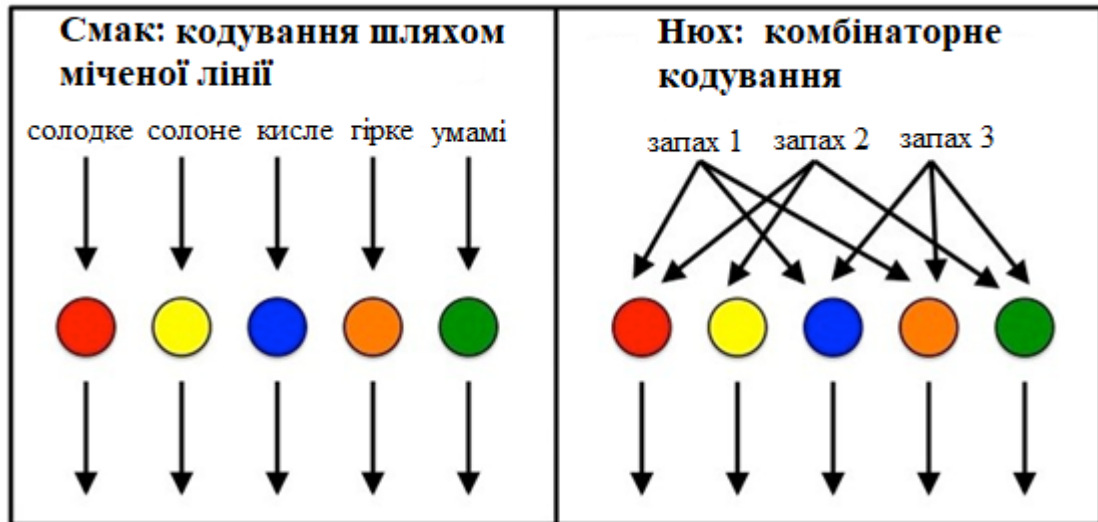 Смак: кодування шляхом
міченої лінії
солодке солоне кисле гірке умамі
Нюх: комбінаторне
кодування
запах 1 запах 2 запах 3